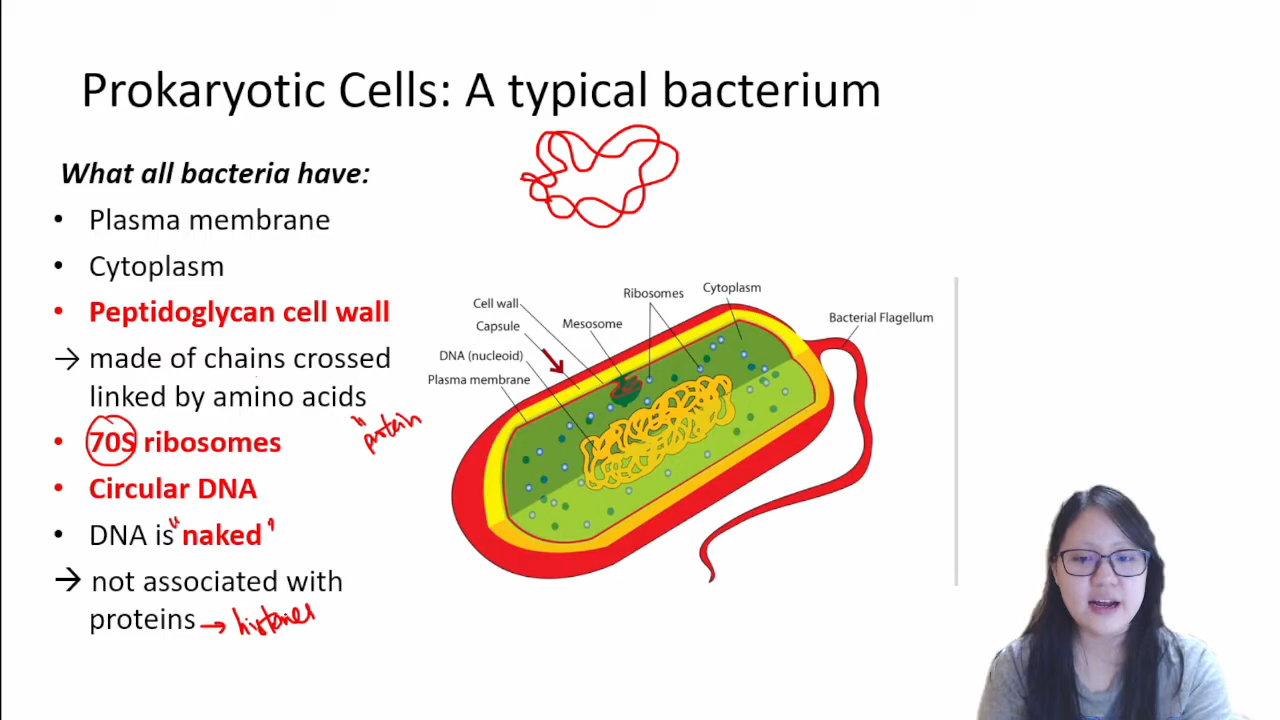 Prokaryotic Cells: A typical bacterium
What all bacteria have:
• Plasma membrane
• Cytoplasm
• Peptidoglycan cell wall
→ made of chains crossed
linked by amino acids
"protein
• 70S ribosomes
• Circular DNA
• DNA is "naked"
→ not associated with
proteins → histones
Cell wall
Capsule
DNA (nucleoid)
Plasma membrane
Mesosome
Ribosomes
Cytoplasm
Bacterial Flagellum